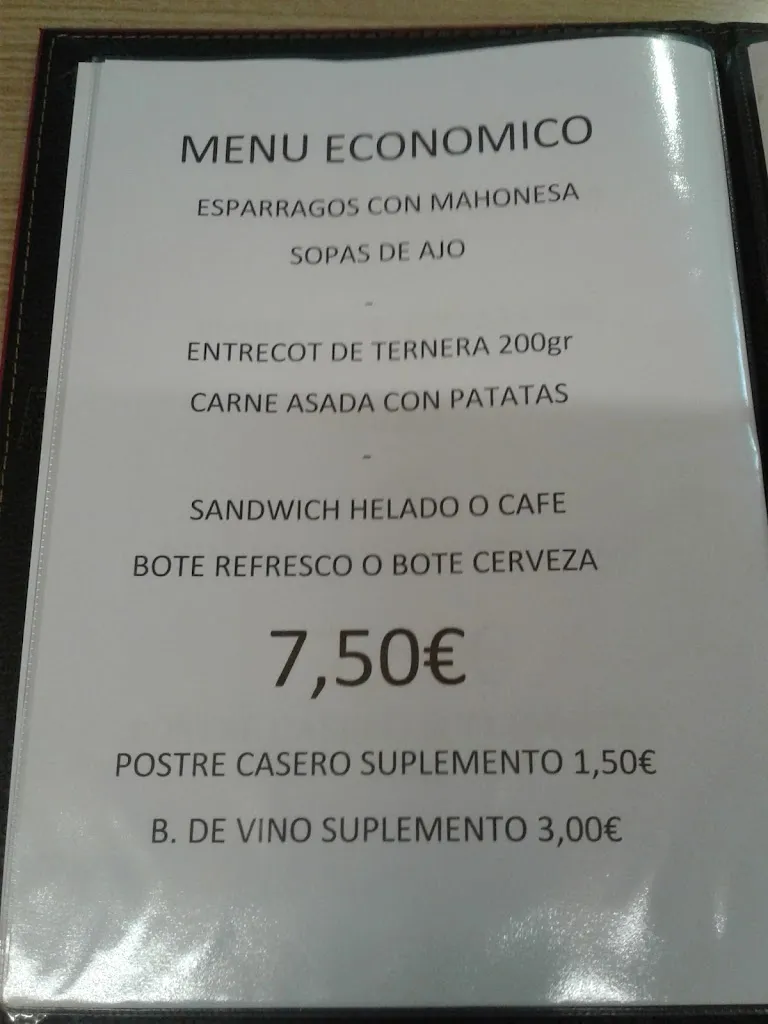 MENU ECONOMICO
ESPARRAGOS CON MAHONESA
SOPAS DE AJO
-
ENTRECOT DE TERNERA 200gr
CARNE ASADA CON PATATAS
-
SANDWICH HELADO O CAFE
BOTE REFRESCO O BOTE CERVEZA
7,50€
POSTRE CASERO SUPLEMENTO 1,50€
B. DE VINO SUPLEMENTO 3,00€